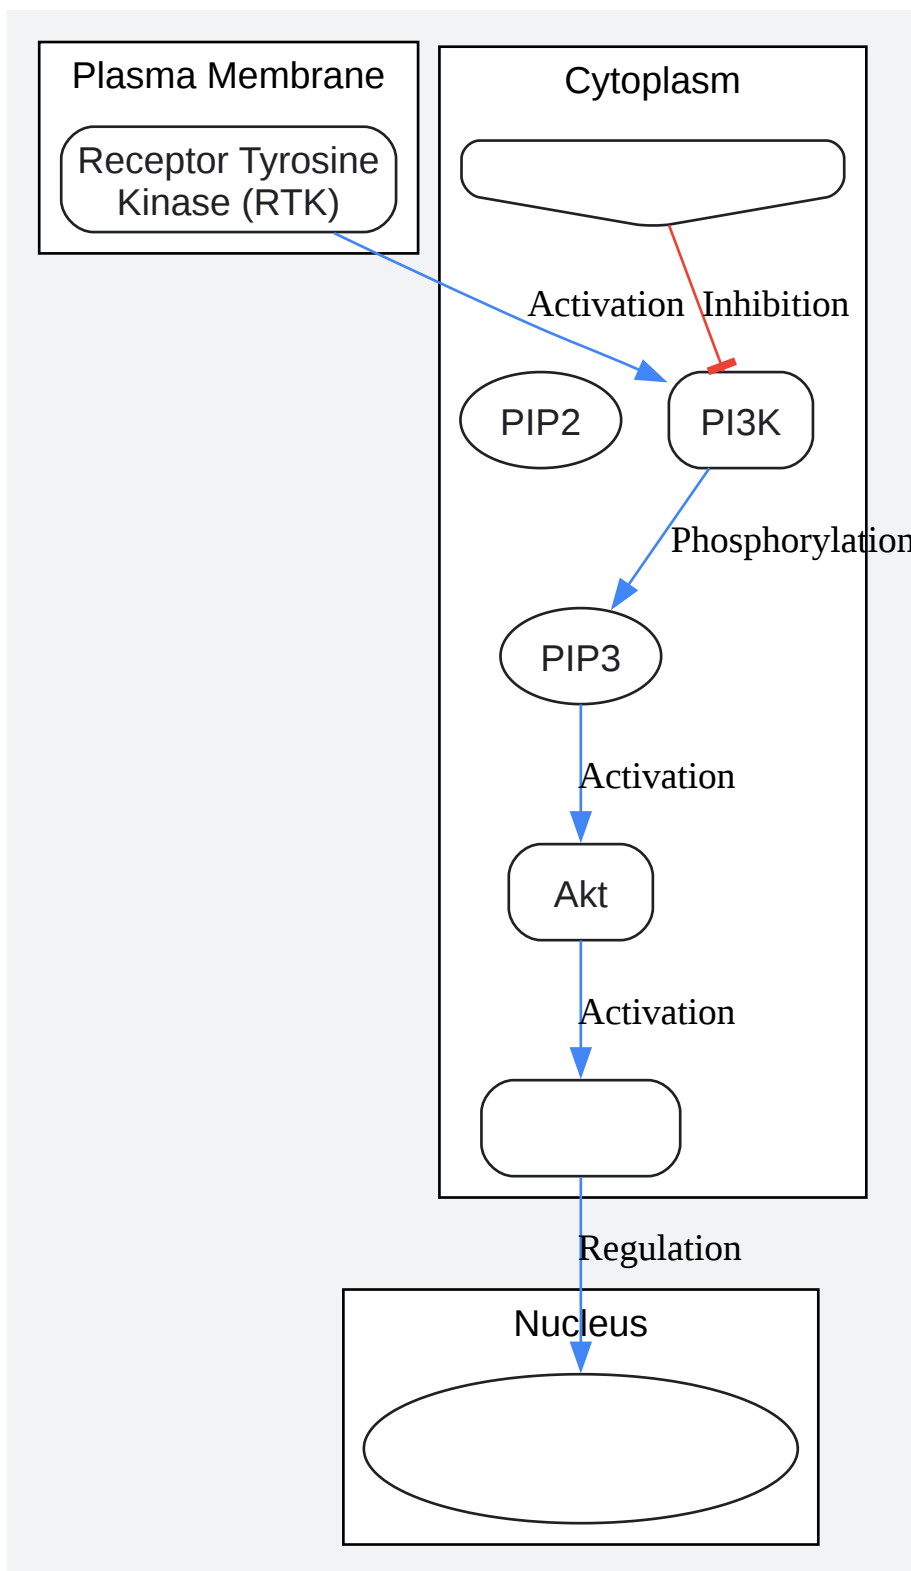 Plasma Membrane
Receptor Tyrosine
Kinase (RTK)
Cytoplasm
Activation
Inhibition
PIP2
PI3K
Phosphorylation
PIP3
Activation
Akt
Activation
Regulation
Nucleus